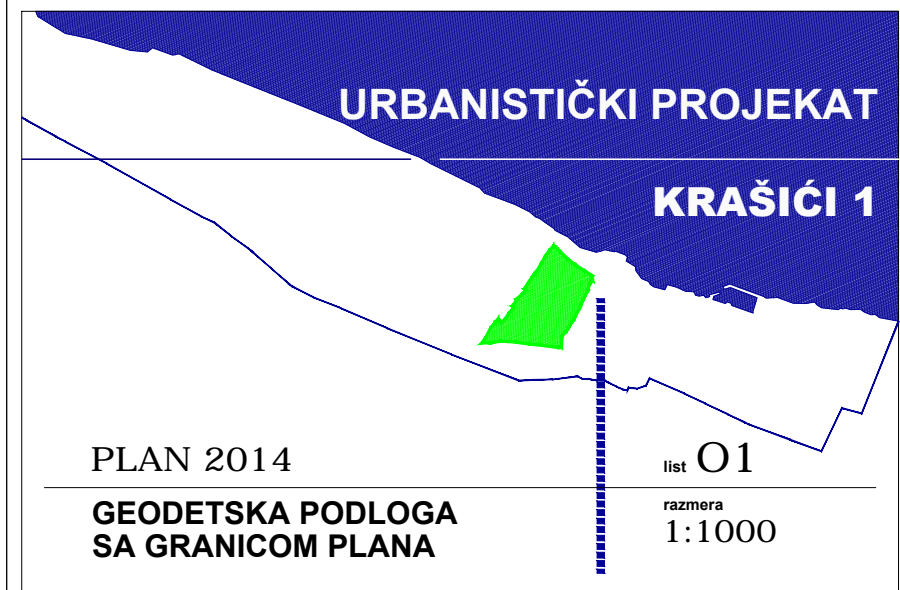 URBANISTIČKI PROJEKAT
KRAŠIĆI 1
PLAN 2014
list O1
GEODETSKA PODLOGA
SA GRANICOM PLANA
razmera
1:1000